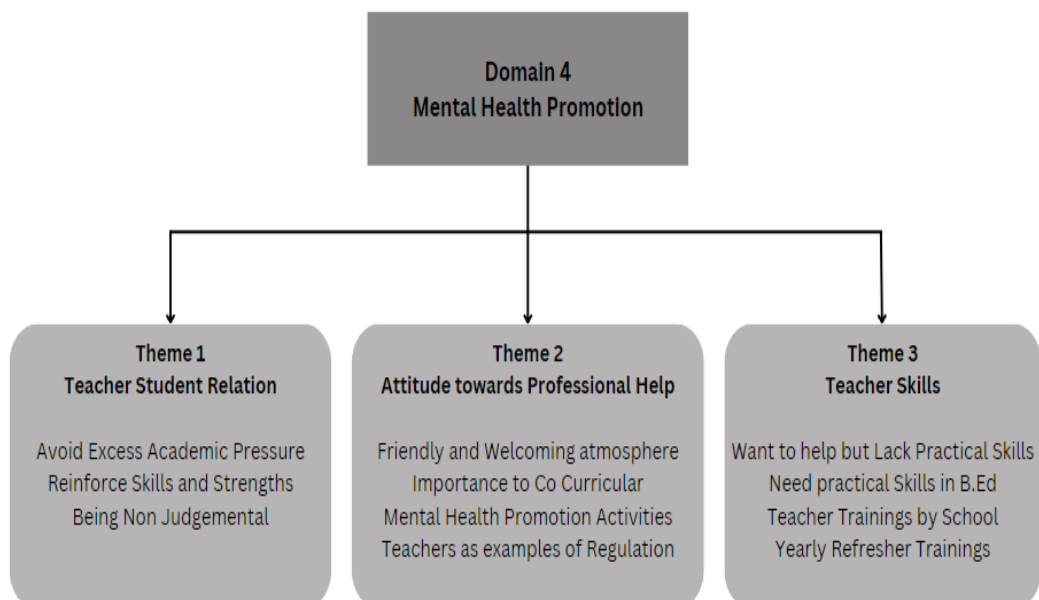 Domain 4
Mental Health Promotion
Theme 1
Teacher Student Relation
Avoid Excess Academic Pressure
Reinforce Skills and Strengths
Being Non Judgemental
Theme 2
Attitude towards Professional Help
Friendly and Welcoming atmosphere
Importance to Co Curricular
Mental Health Promotion Activities
Teachers as examples of Regulation
Theme 3
Teacher Skills
Want to help but Lack Practical Skills
Need practical Skills in B.Ed
Teacher Trainings by School
Yearly Refresher Trainings